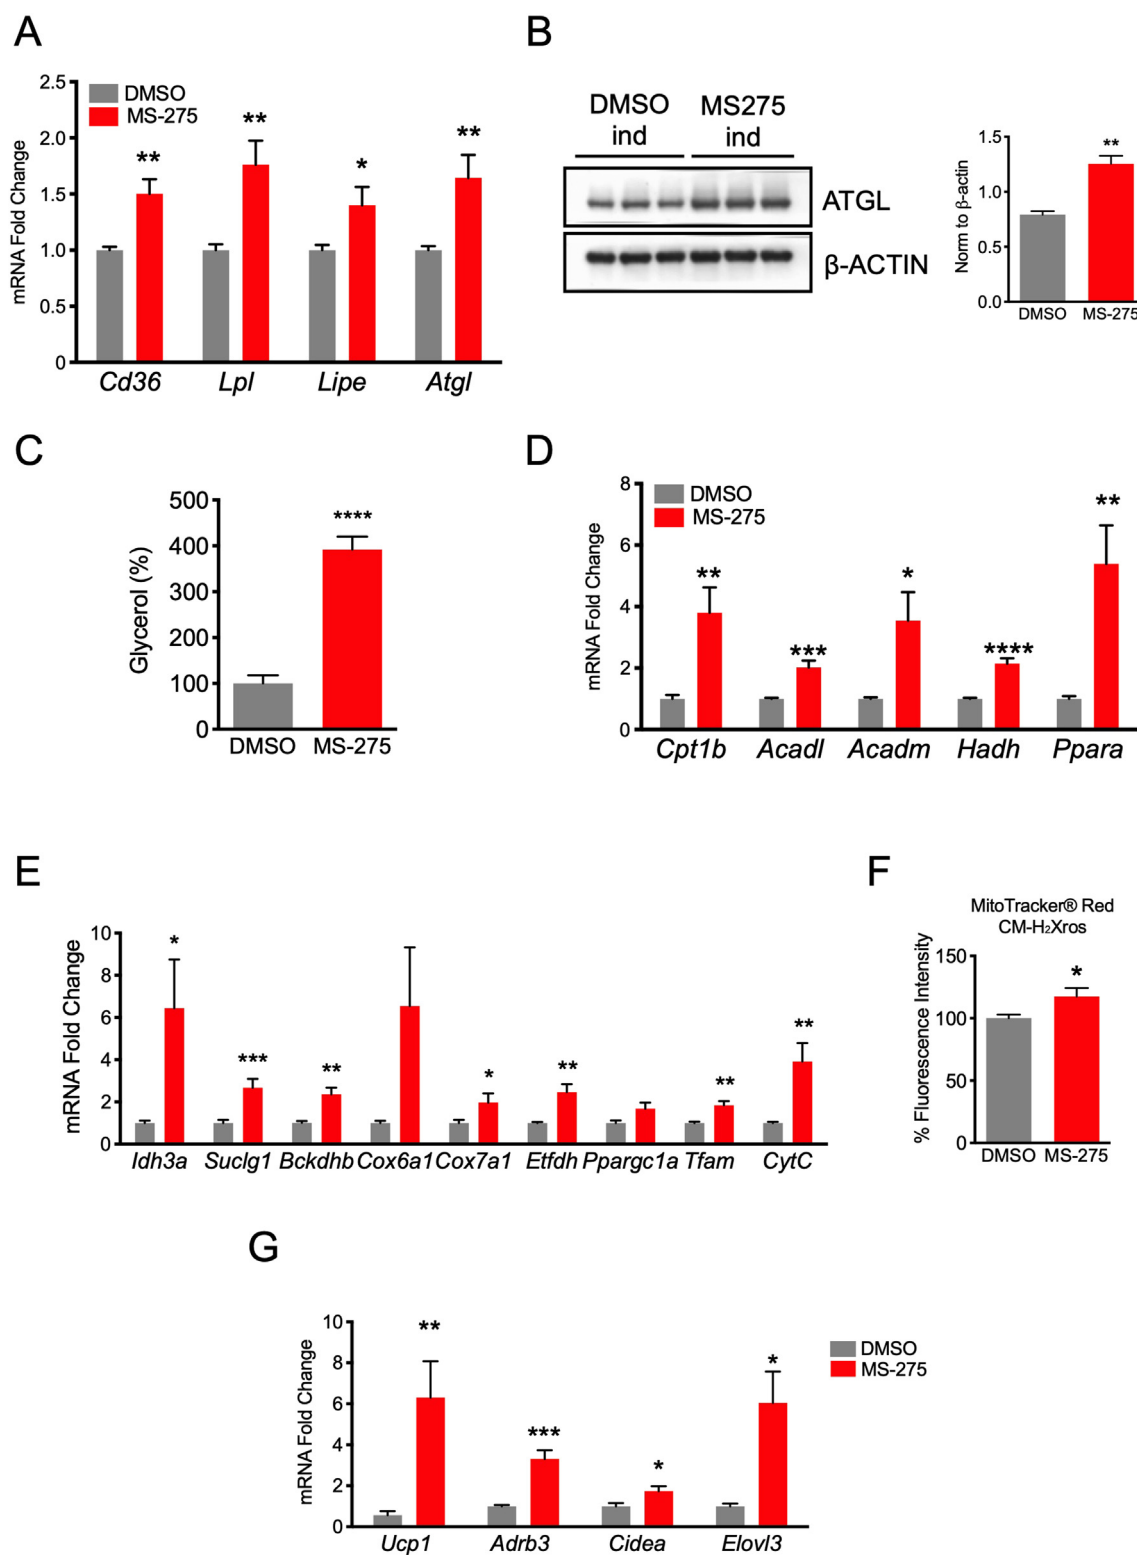 A
mRNA Fold Change
2.5
2.0
1.5
1.0
0.5
0
DMSO
MS-275
**
**
*
**
Cd36 Lpl Lipe Atgl
B
DMSO ind
MS275 ind
ATGL
β-ACTIN
Norm to β-actin
1.5
1.0
0.5
0.0
**
DMSO MS-275
C
Glycerol (%)
500
400
300
200
100
0
****
DMSO MS-275
D
mRNA Fold Change
8
6
4
2
0
DMSO
MS-275
**
***
*
****
**
Cpt1b Acadl Acadm Hadh Ppara
E
mRNA Fold Change
10
8
6
4
2
0
*
***
**
*
**
**
**
Idh3a Suclg1 Bckdhb Cox6a1 Cox7a1 Etfdh Ppargc1a Tfam CytC
F
MitoTracker® Red
CM-H₂Xros
% Fluorescence Intensity
150
100
50
0
*
DMSO MS-275
G
mRNA Fold Change
10
8
6
4
2
0
**
***
*
*
DMSO
MS-275
Ucp1 Adrb3 Cidea Elovl3